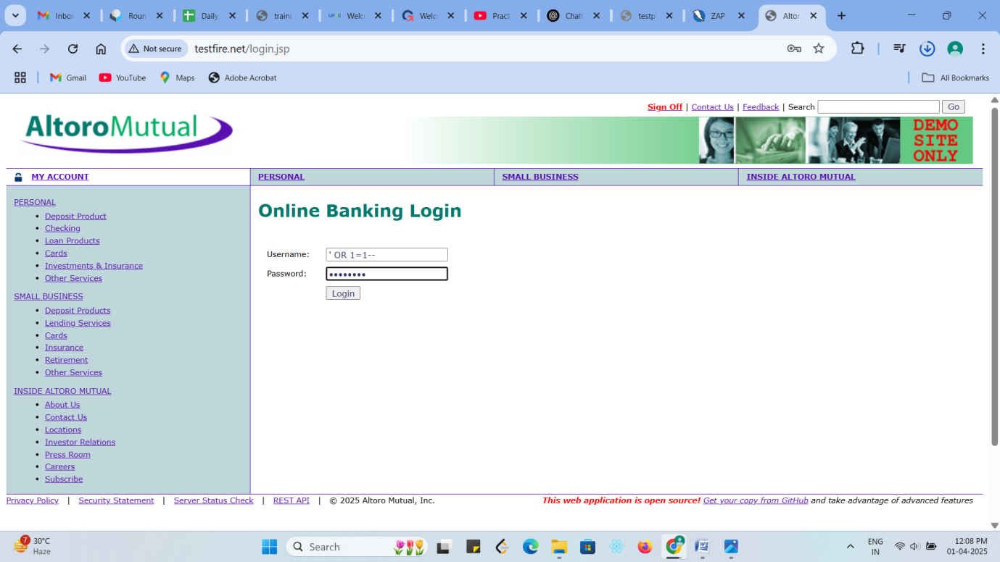 Inbo
Roun
Daily
traini
UPXG Welc
Welc
Pract
Chat
testp
ZAP
Altor
Not secure
testfire.net/login.jsp
Gmail
YouTube
Maps
Adobe Acrobat
All Bookmarks
AltoroMutual
Sign Off | Contact Us | Feedback | Search
Go
DEMO
SITE
ONLY
MY ACCOUNT
PERSONAL
SMALL BUSINESS
INSIDE ALTORO MUTUAL
PERSONAL
• Deposit Product
• Checking
• Loan Products
• Cards
• Investments & Insurance
• Other Services
SMALL BUSINESS
• Deposit Products
• Lending Services
• Cards
• Insurance
• Retirement
• Other Services
INSIDE ALTORO MUTUAL
• About Us
• Contact Us
• Locations
• Investor Relations
• Press Room
• Careers
• Subscribe
Online Banking Login
Username: ' OR 1=1--
Password: ••••••••
Login
Privacy Policy | Security Statement | Server Status Check | REST API | © 2025 Altoro Mutual, Inc.
This web application is open source! Get your copy from GitHub and take advantage of advanced features
7
30°C
Haze
Search
ENG
IN
12:08 PM
01-04-2025